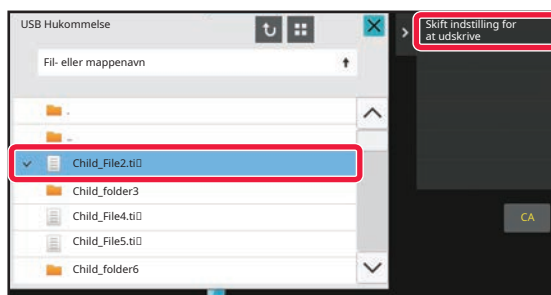 USB Hukommelse
Skift indstilling for
at udskrive
Fil- eller mappenavn
.
..
Child_File2.ti▯
Child_folder3
Child_File4.ti▯
Child_File5.ti▯
Child_folder6
CA